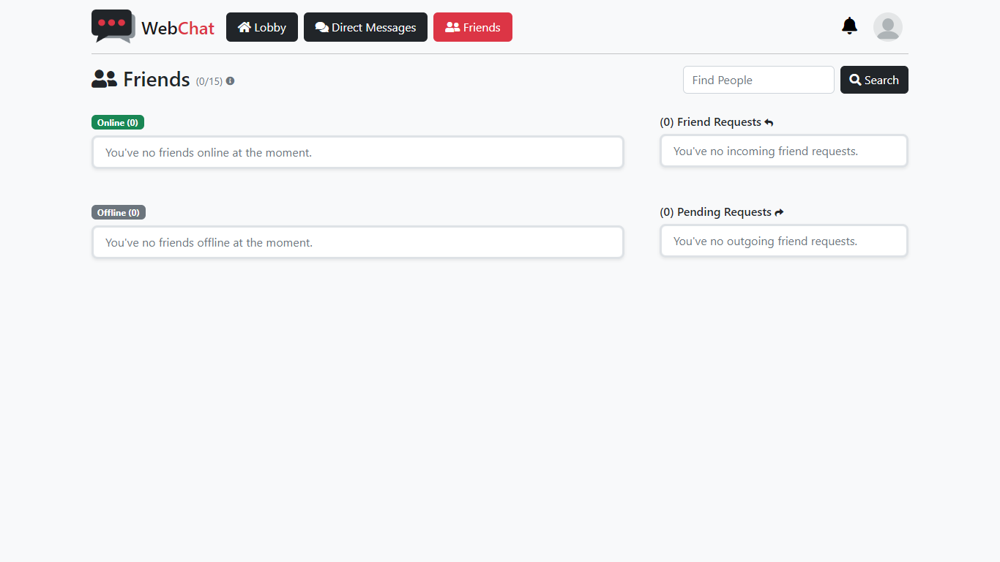 WebChat Lobby Direct Messages Friends
Friends (0/15)
Find People Search
Online (0)
You've no friends online at the moment.
Offline (0)
You've no friends offline at the moment.
(0) Friend Requests
You've no incoming friend requests.
(0) Pending Requests
You've no outgoing friend requests.